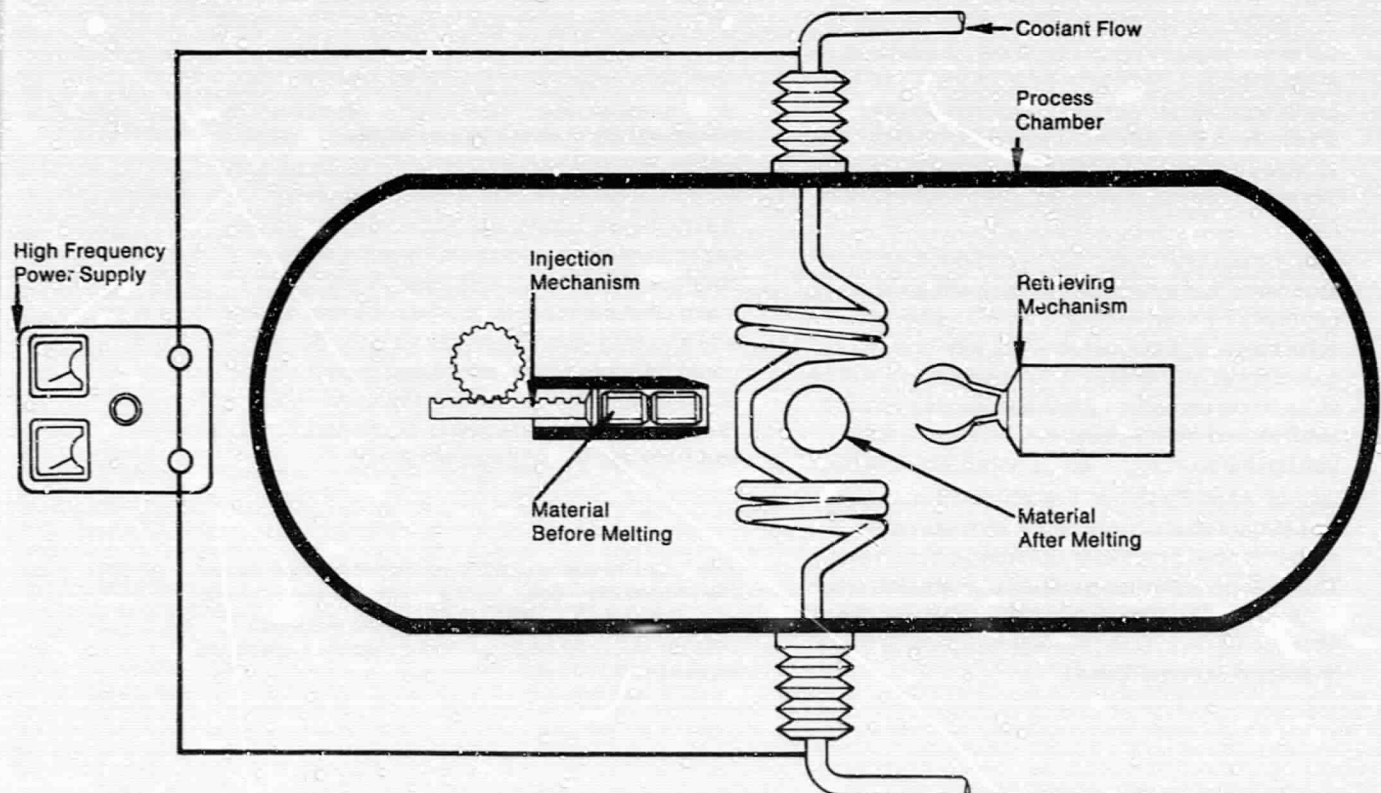 Coolant Flow
Process
Chamber
High Frequency
Power Supply
Injection
Mechanism
Retrieving
Mechanism
Material
Before Melting
Material
After Melting